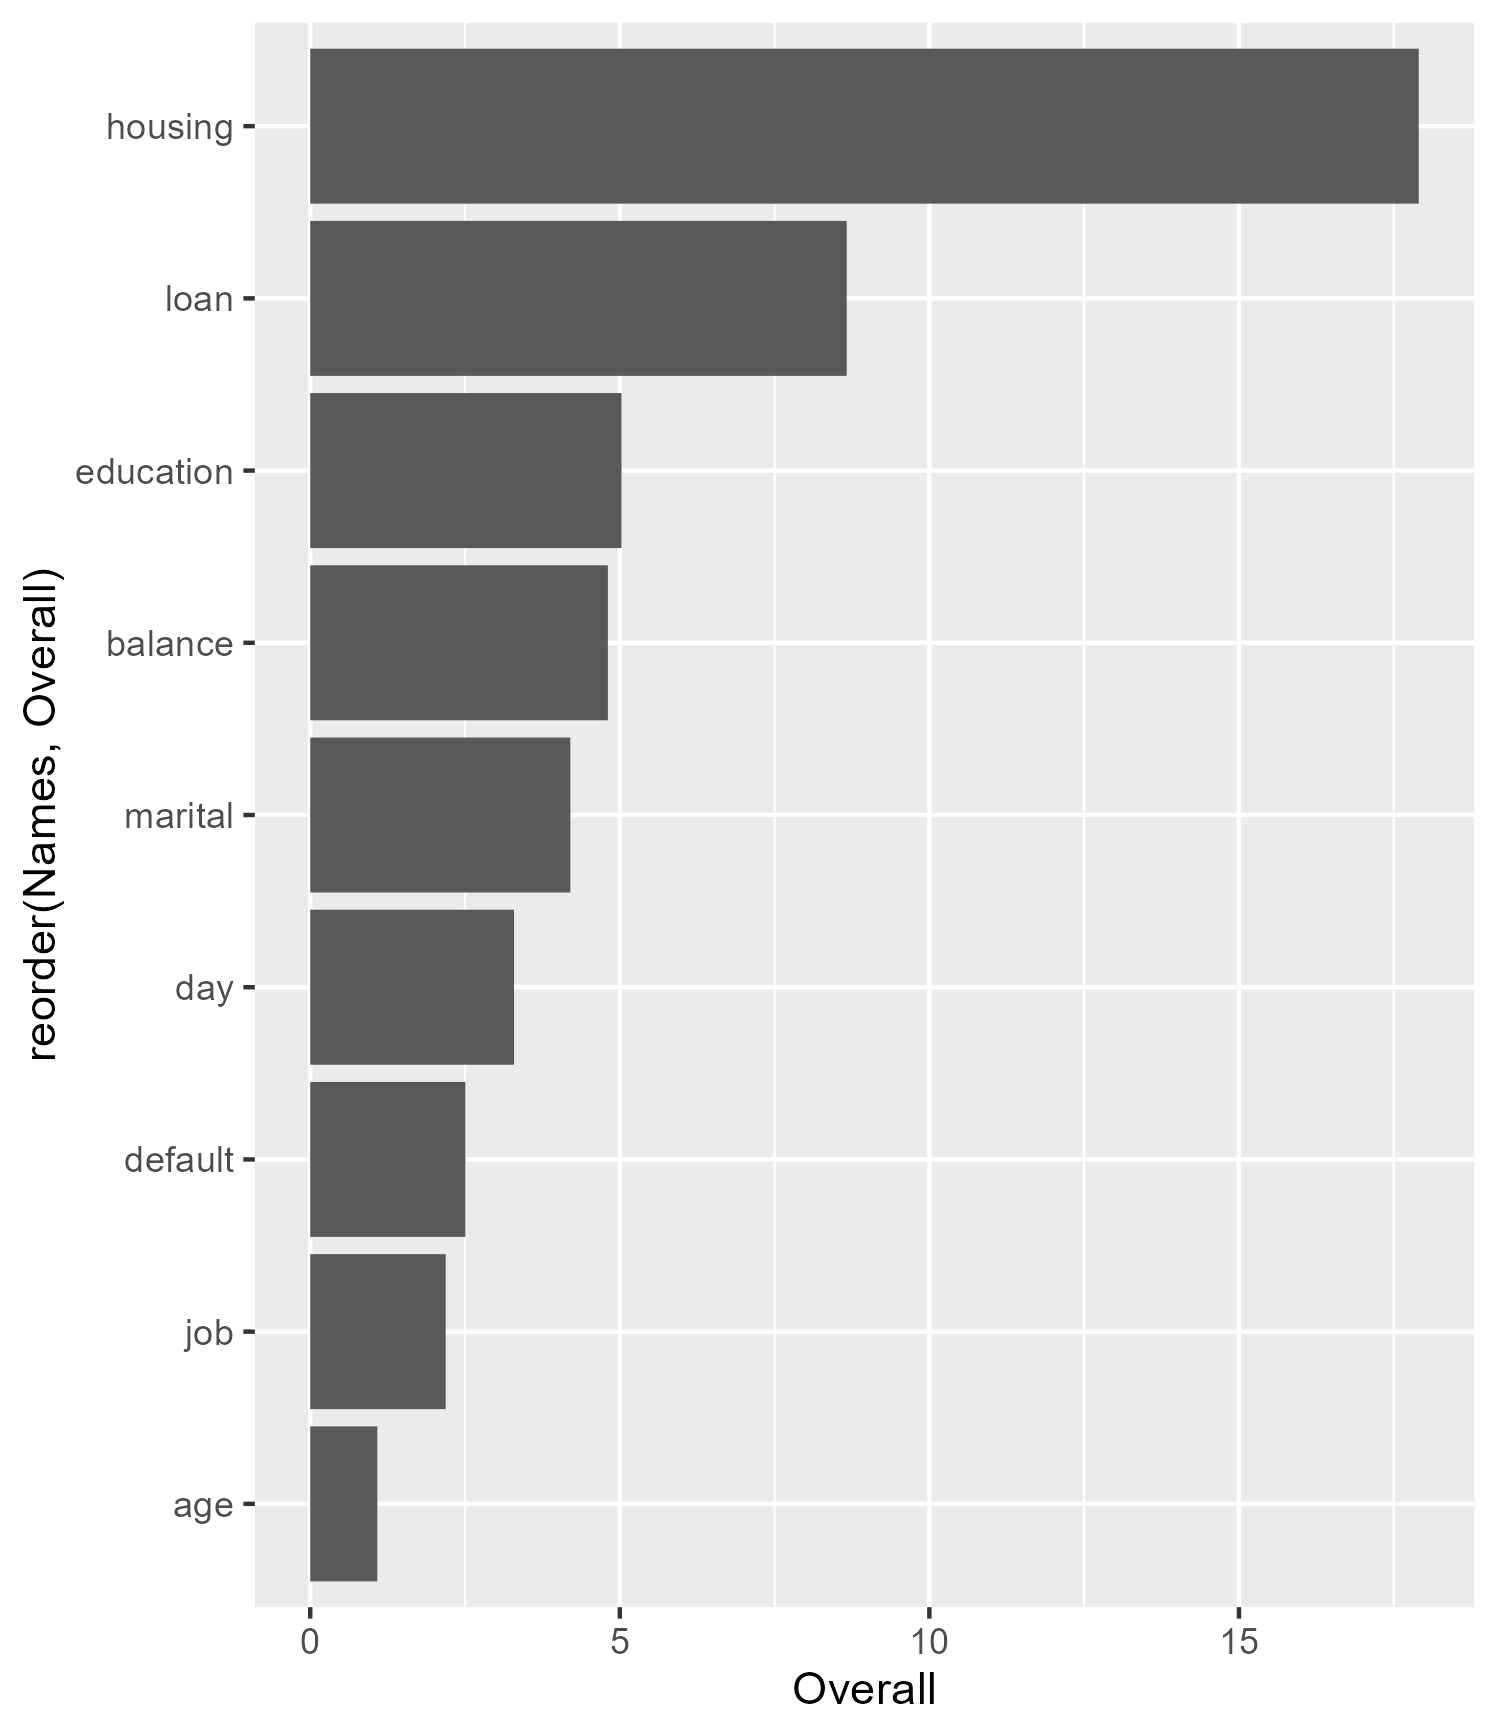 reorder(Names, Overall)
housing
loan
education
balance
marital
day
default
job
age
0 5 10 15
Overall